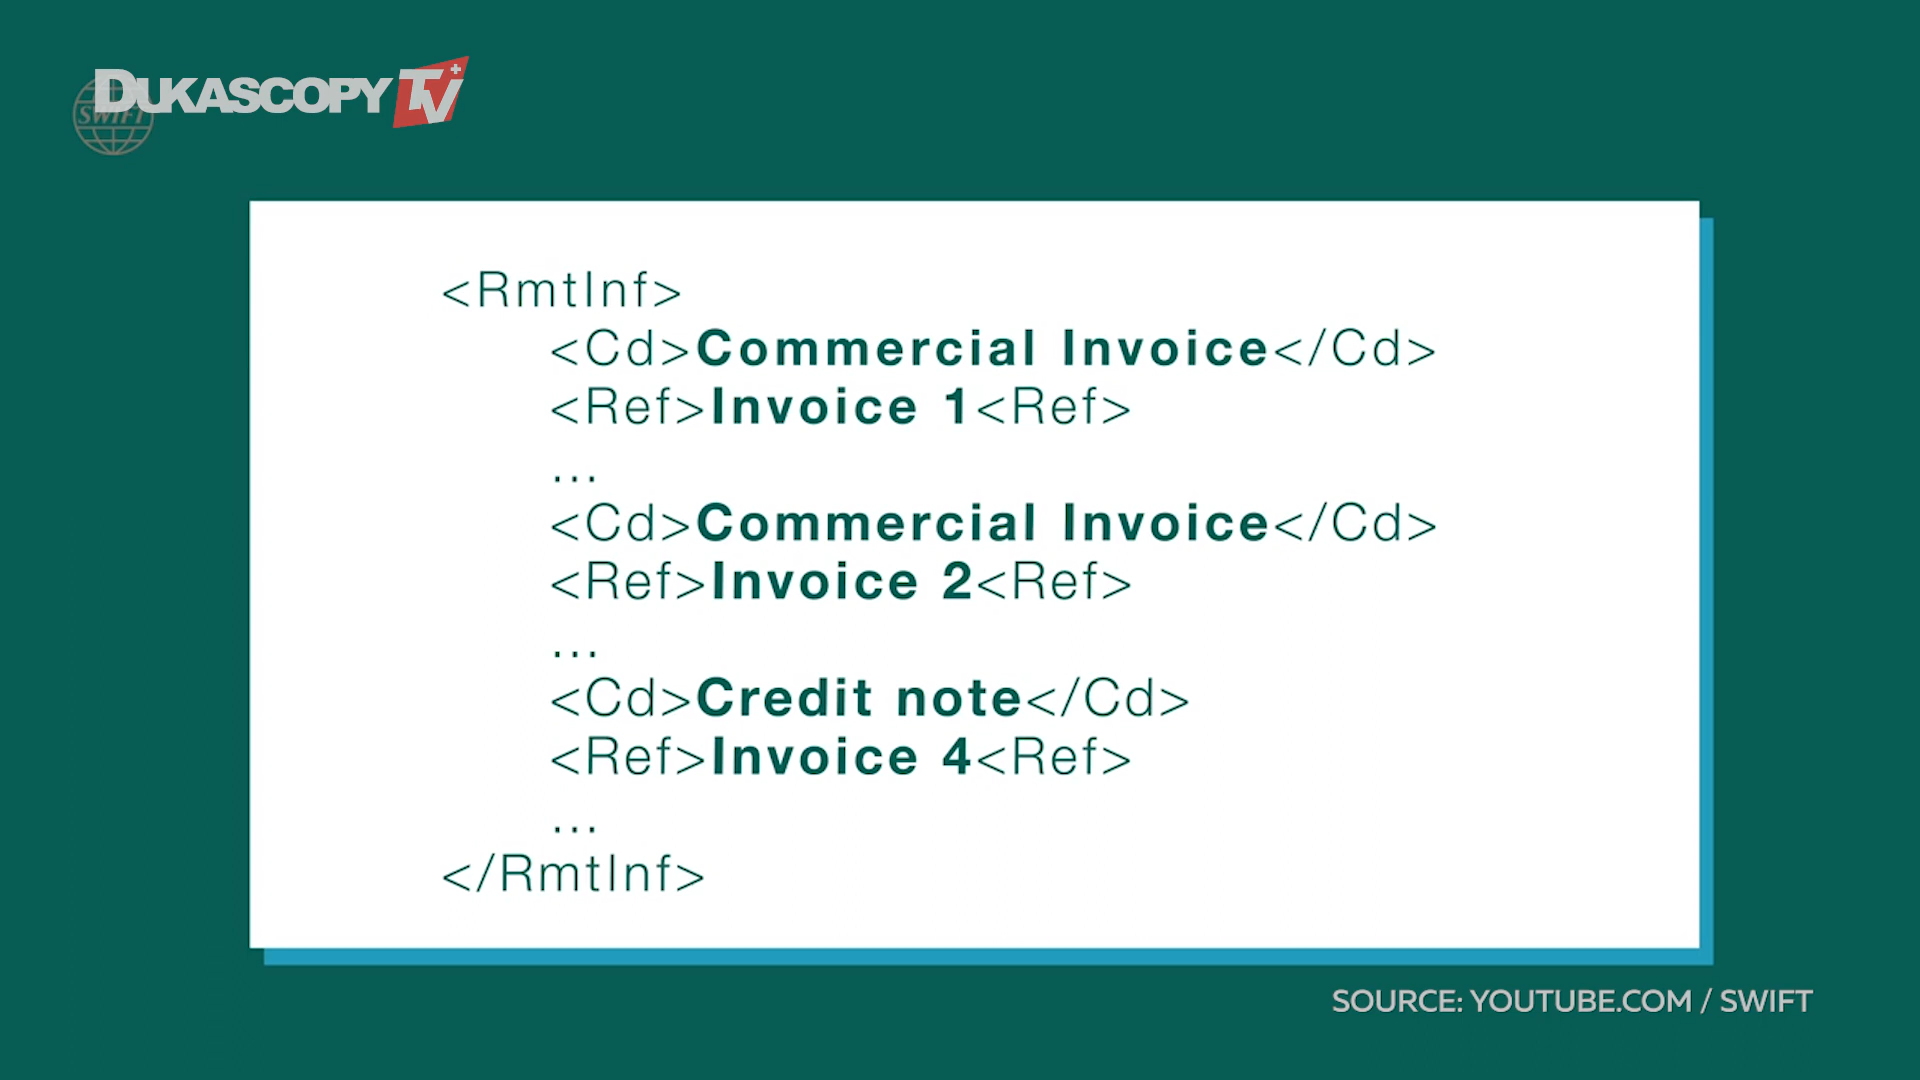 DUKASCOPY TV
SWIFT
<RmtInf>
<Cd>Commercial Invoice</Cd>
<Ref>Invoice 1<Ref>
...
<Cd>Commercial Invoice</Cd>
<Ref>Invoice 2<Ref>
...
<Cd>Credit note</Cd>
<Ref>Invoice 4<Ref>
...
</RmtInf>
SOURCE: YOUTUBE.COM / SWIFT